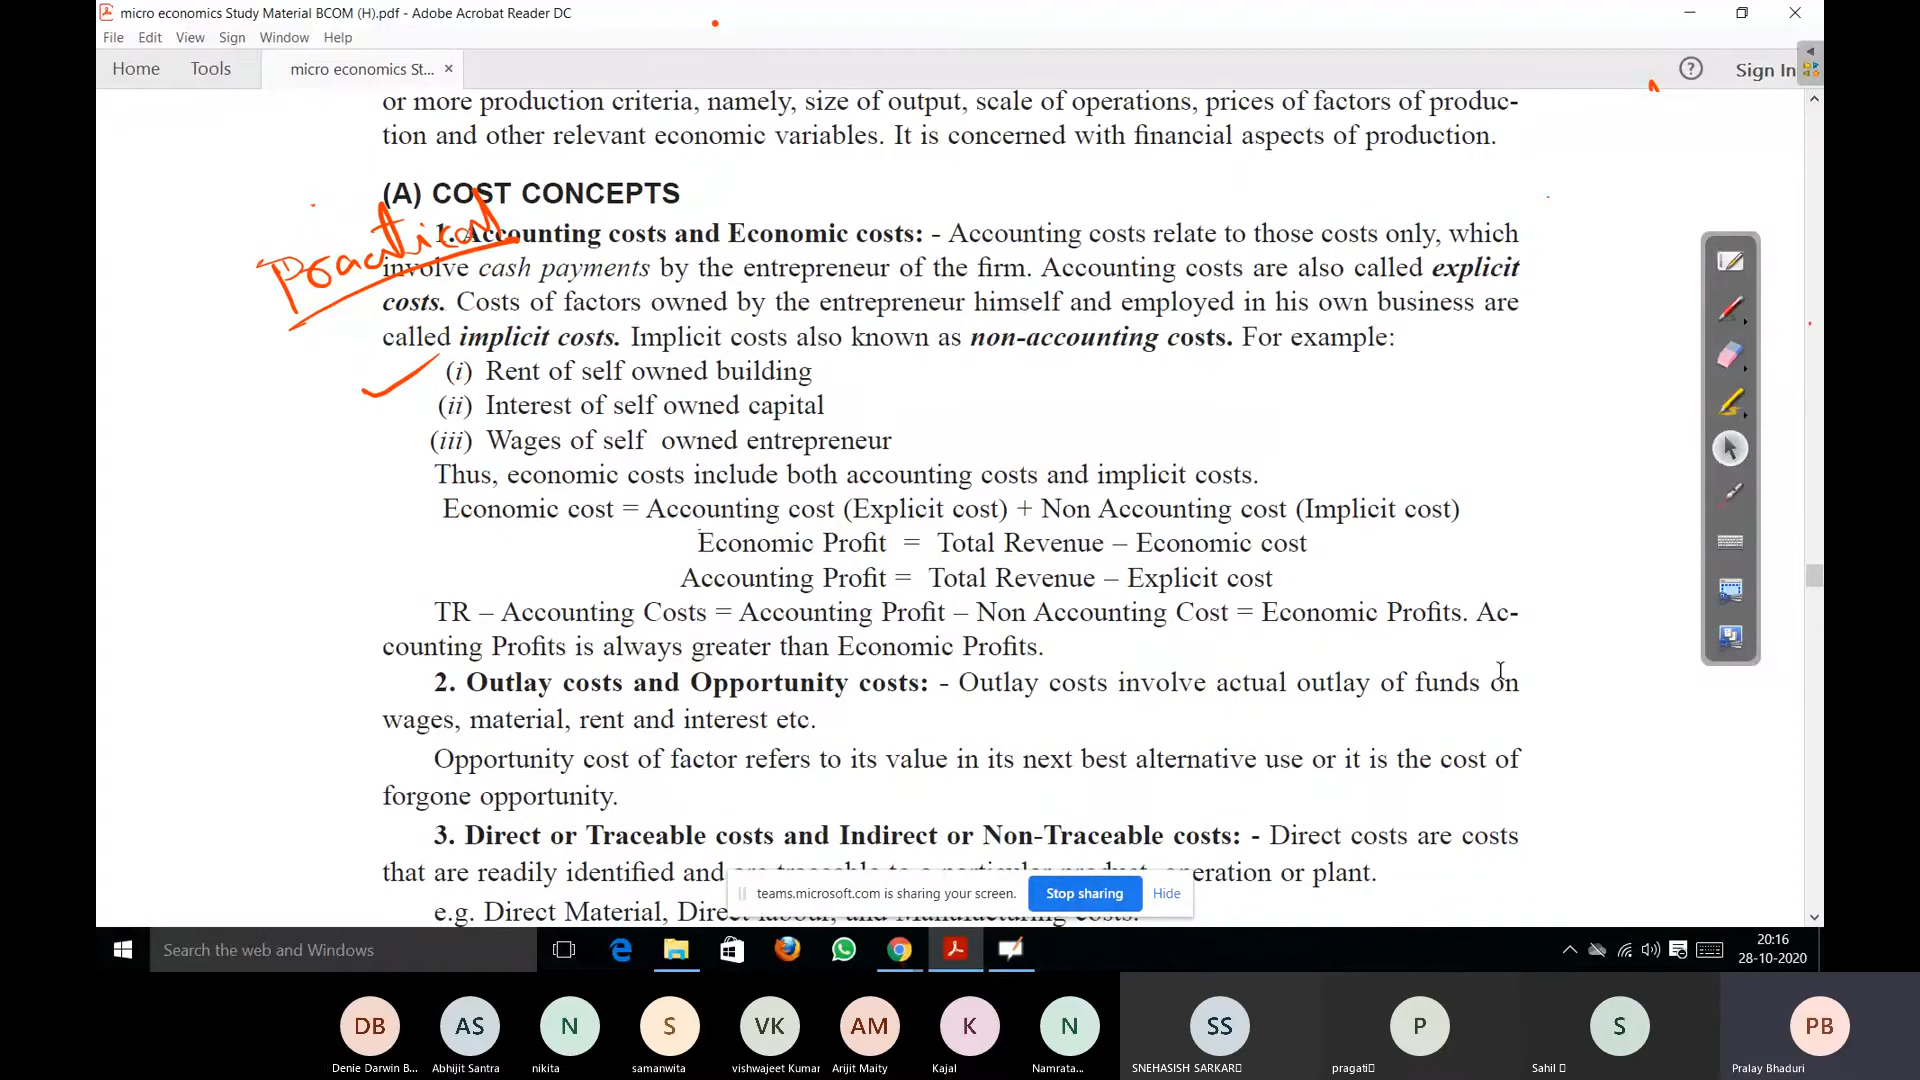 micro economics Study Material BCOM (H).pdf - Adobe Acrobat Reader DC
File Edit View Sign Window Help
Home Tools micro economics St... × Sign In
or more production criteria, namely, size of output, scale of operations, prices of factors of produc-
tion and other relevant economic variables. It is concerned with financial aspects of production.
(A) COST CONCEPTS
Practical
1. Accounting costs and Economic costs: - Accounting costs relate to those costs only, which
involve cash payments by the entrepreneur of the firm. Accounting costs are also called explicit
costs. Costs of factors owned by the entrepreneur himself and employed in his own business are
called implicit costs. Implicit costs also known as non-accounting costs. For example:
(i) Rent of self owned building
(ii) Interest of self owned capital
(iii) Wages of self owned entrepreneur
Thus, economic costs include both accounting costs and implicit costs.
Economic cost = Accounting cost (Explicit cost) + Non Accounting cost (Implicit cost)
Economic Profit = Total Revenue – Economic cost
Accounting Profit = Total Revenue – Explicit cost
TR – Accounting Costs = Accounting Profit – Non Accounting Cost = Economic Profits. Ac-
counting Profits is always greater than Economic Profits.
2. Outlay costs and Opportunity costs: - Outlay costs involve actual outlay of funds on
wages, material, rent and interest etc.
Opportunity cost of factor refers to its value in its next best alternative use or it is the cost of
forgone opportunity.
3. Direct or Traceable costs and Indirect or Non-Traceable costs: - Direct costs are costs
that are readily identified and are traceable to a particular product, operation or plant.
teams.microsoft.com is sharing your screen. Stop sharing Hide
e.g. Direct Material, Direct labour, and Manufacturing costs.
Search the web and Windows
20:16
28-10-2020
DB AS N S VK AM K N SS P S PB
Denie Darwin B... Abhijit Santra nikita samanwita vishwajeet Kumar Arijit Maity Kajal Namrata... SNEHASISH SARKAR pragati Sahil Pralay Bhaduri